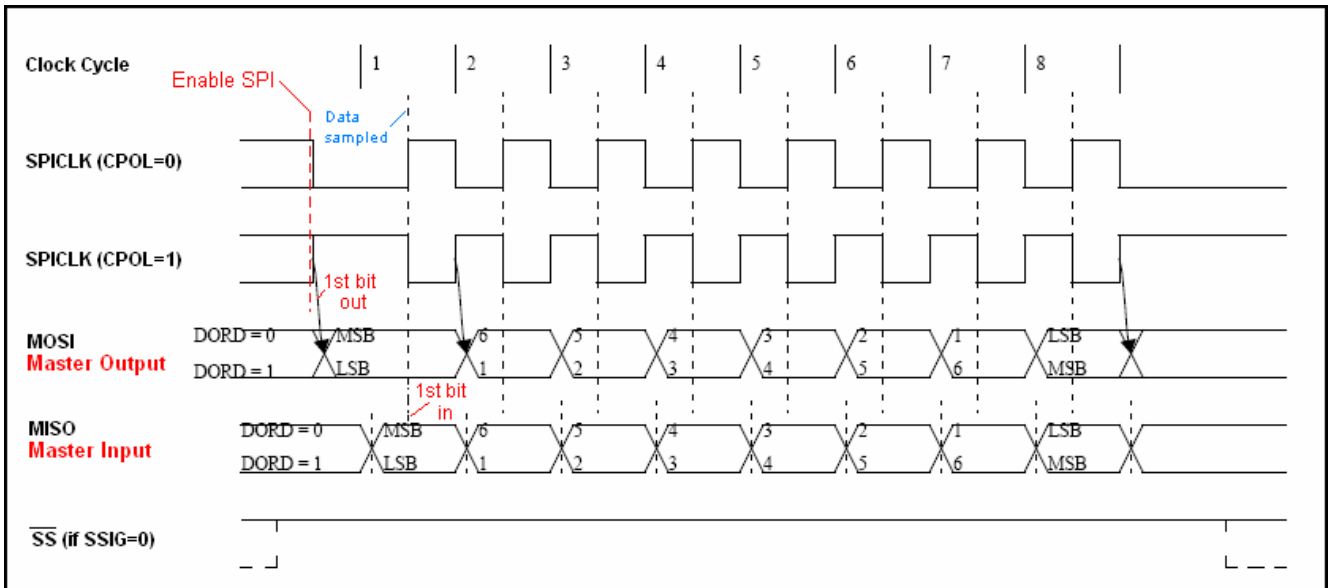 Clock Cycle
1 2 3 4 5 6 7 8
Enable SPI
Data
sampled
SPICLK (CPOL=0)
SPICLK (CPOL=1)
1st bit
out
MOSI
Master Output
DORD = 0 MSB 6 5 4 3 2 1 LSB
DORD = 1 LSB 1 2 3 4 5 6 MSB
1st bit
in
MISO
Master Input
DORD = 0 MSB 6 5 4 3 2 1 LSB
DORD = 1 LSB 1 2 3 4 5 6 MSB
SS (if SSIG=0)